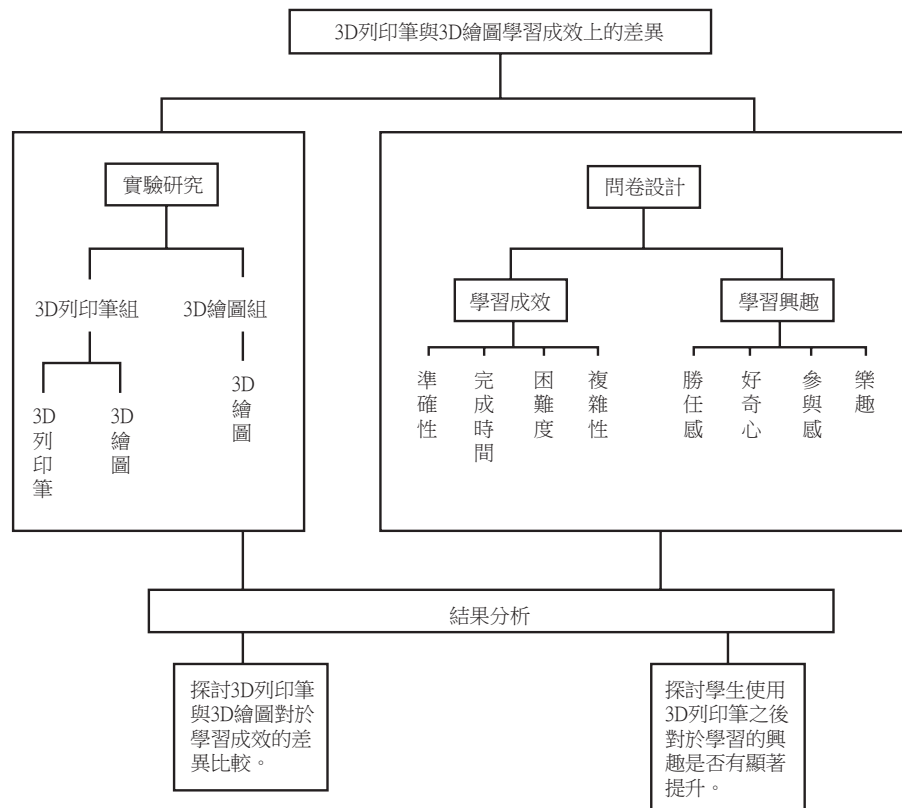 3D列印筆與3D繪圖學習成效上的差異
實驗研究
3D列印筆組
3D繪圖組
3D列印筆
3D繪圖
3D繪圖
問卷設計
學習成效
學習興趣
準確性
完成時間
困難度
複雜性
勝任感
好奇心
參與感
樂趣
結果分析
探討3D列印筆
與3D繪圖對於
學習成效的差
異比較。
探討學生使用
3D列印筆之後
對於學習的興
趣是否有顯著
提升。